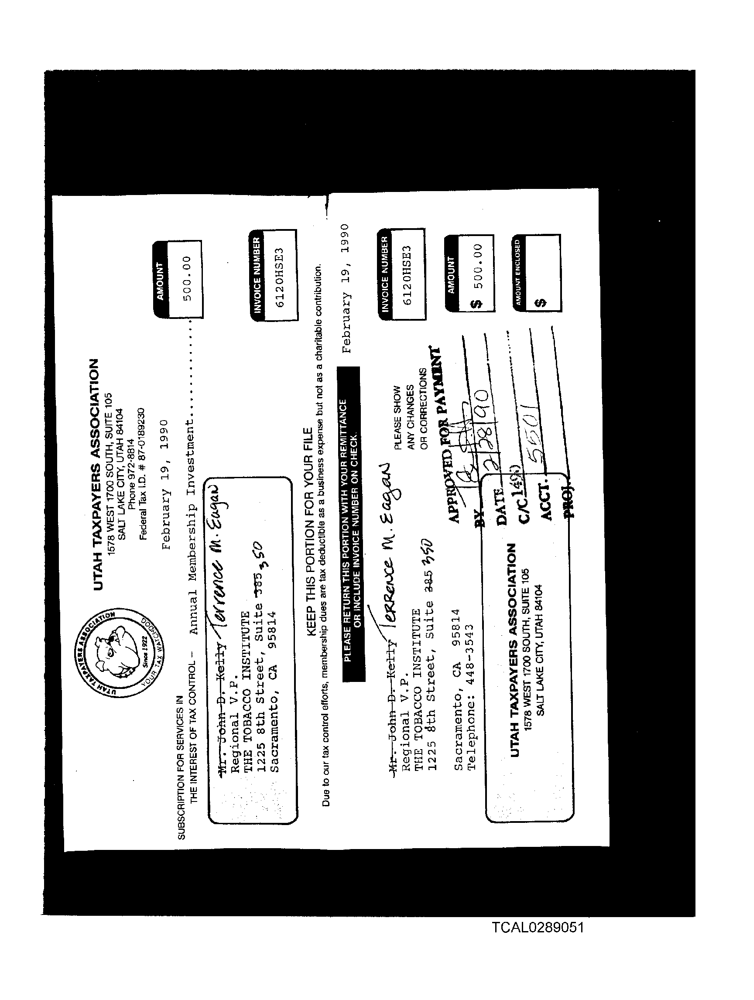 UTAH TAXPAYERS ASSOCIATION
1578 WEST 1700 SOUTH, SUITE 105
SALT LAKE CITY, UTAH 84104
Phone 972-8814
Federal Tax I.D. # 87-0189230
UTAH TAXPAYERS ASSOCIATION
Since 1922
YOUR TAX WATCHDOG
February 19, 1990
SUBSCRIPTION FOR SERVICES IN
THE INTEREST OF TAX CONTROL – Annual Membership Investment..............
AMOUNT
500.00
Mr. John D. Kelly Terrence M. Eagan
Regional V.P.
THE TOBACCO INSTITUTE
1225 8th Street, Suite 385 350
Sacramento, CA 95814
INVOICE NUMBER
6120HSE3
KEEP THIS PORTION FOR YOUR FILE
Due to our tax control efforts, membership dues are tax deductible as a business expense but not as a charitable contribution.
PLEASE RETURN THIS PORTION WITH YOUR REMITTANCE
OR INCLUDE INVOICE NUMBER ON CHECK.
February 19, 1990
Mr. John D. Kelly Terrence M. Eagan
Regional V.P.
THE TOBACCO INSTITUTE
1225 8th Street, Suite 385 350
Sacramento, CA 95814
Telephone: 448-3543
PLEASE SHOW
ANY CHANGES
OR CORRECTIONS
INVOICE NUMBER
6120HSE3
AMOUNT
$ 500.00
AMOUNT ENCLOSED
$
APPROVED FOR PAYMENT
BY
DATE 2/28/90
C/C 1490
ACCT. 5501
PROJ.
UTAH TAXPAYERS ASSOCIATION
1578 WEST 1700 SOUTH, SUITE 105
SALT LAKE CITY, UTAH 84104
TCAL0289051